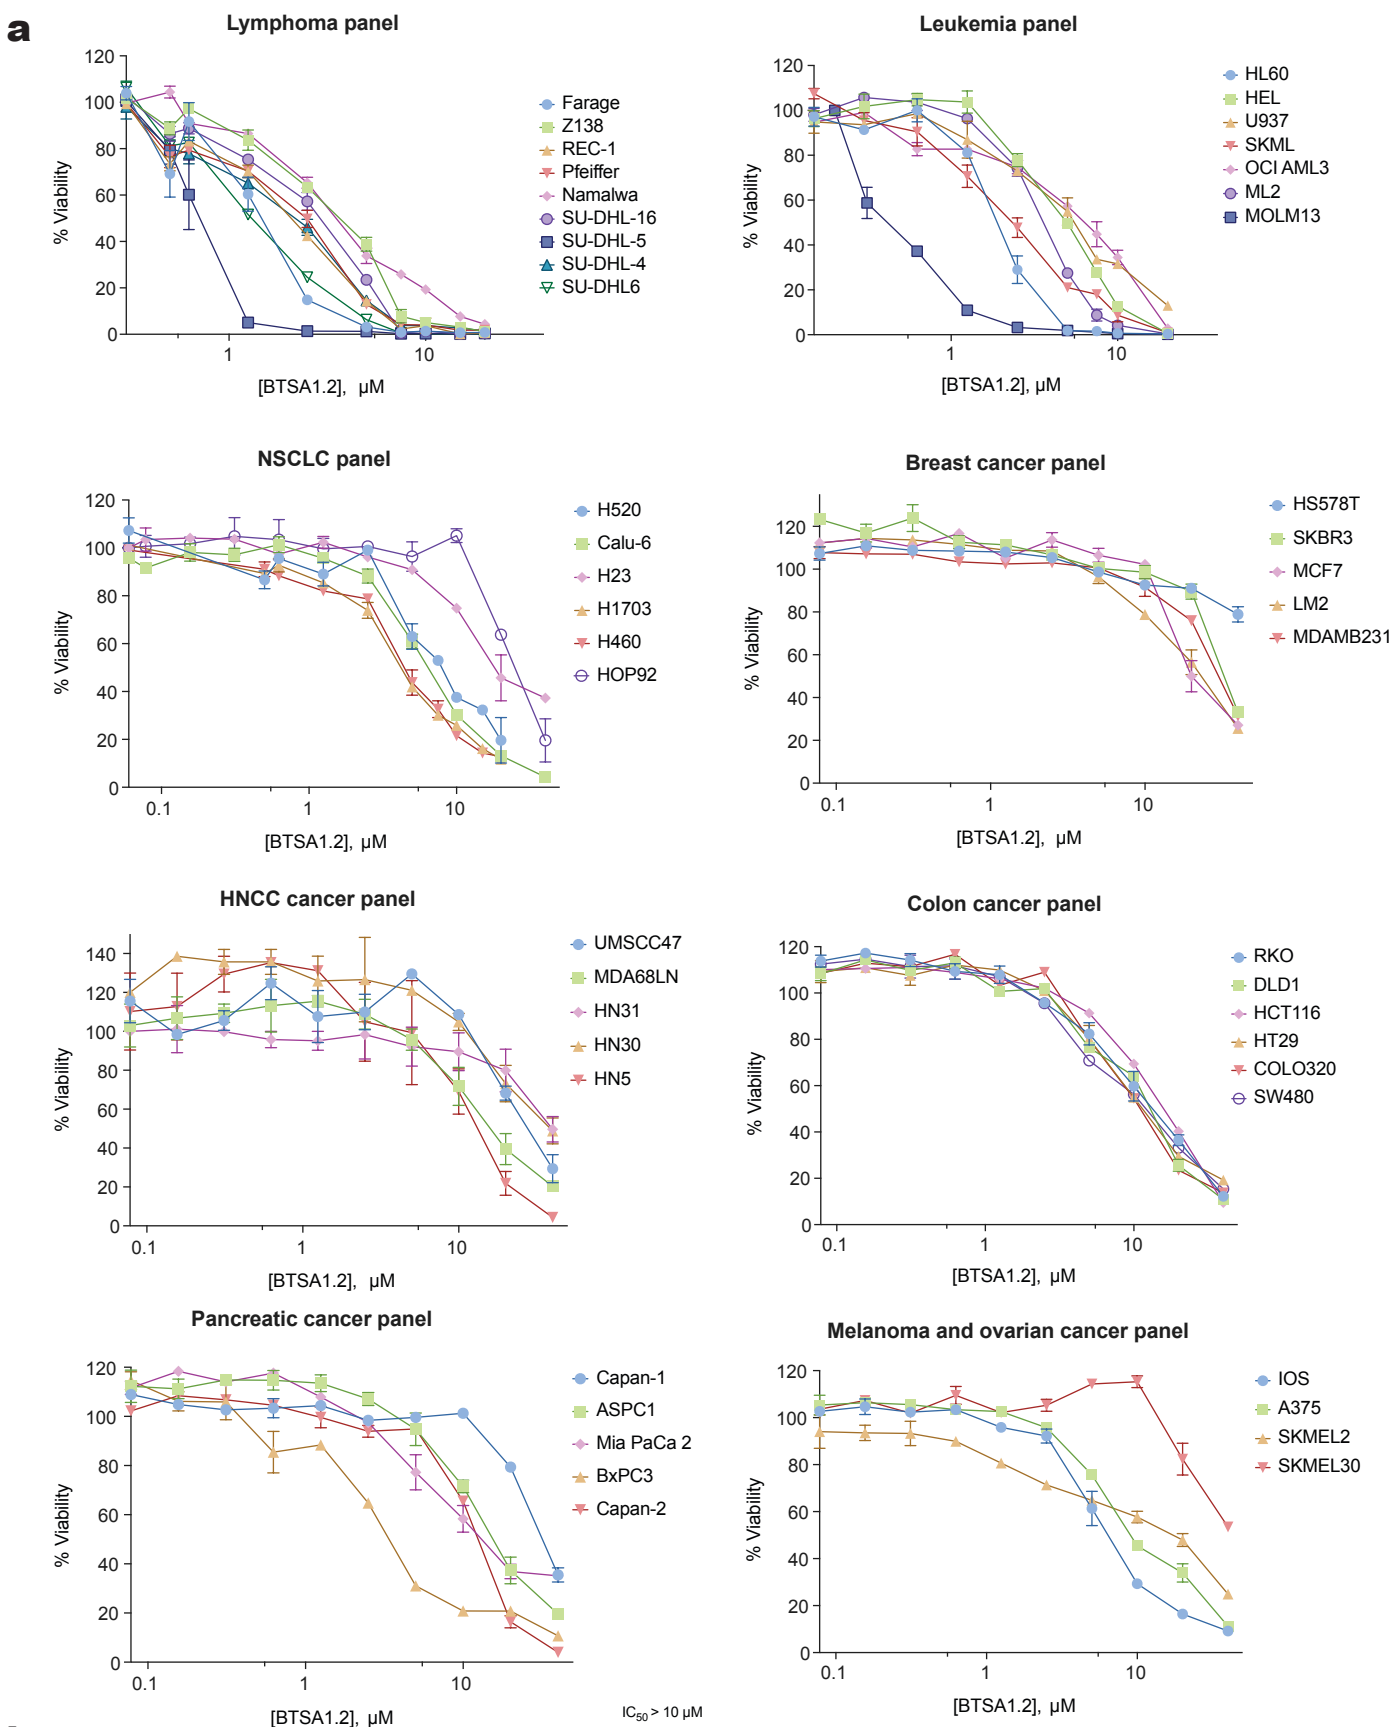 a
Lymphoma panel
120
100
80
60
40
20
0
% Viability
1
10
[BTSA1.2], µM
Farage
Z138
REC-1
Pfeiffer
Namalwa
SU-DHL-16
SU-DHL-5
SU-DHL-4
SU-DHL6
Leukemia panel
120
100
80
60
40
20
0
% Viability
1
10
[BTSA1.2], µM
HL60
HEL
U937
SKML
OCI AML3
ML2
MOLM13
NSCLC panel
120
100
80
60
40
20
0
% Viability
0.1
1
10
[BTSA1.2], µM
H520
Calu-6
H23
H1703
H460
HOP92
Breast cancer panel
120
100
80
60
40
20
0
% Viability
0.1
1
10
[BTSA1.2], µM
HS578T
SKBR3
MCF7
LM2
MDAMB231
HNCC cancer panel
140
120
100
80
60
40
20
0
% Viability
0.1
1
10
[BTSA1.2], µM
UMSCC47
MDA68LN
HN31
HN30
HN5
Colon cancer panel
120
100
80
60
40
20
0
% Viability
0.1
1
10
[BTSA1.2], µM
RKO
DLD1
HCT116
HT29
COLO320
SW480
Pancreatic cancer panel
120
100
80
60
40
20
0
% Viability
0.1
1
10
[BTSA1.2], µM
Capan-1
ASPC1
Mia PaCa 2
BxPC3
Capan-2
Melanoma and ovarian cancer panel
120
100
80
60
40
20
0
% Viability
0.1
1
10
[BTSA1.2], µM
IOS
A375
SKMEL2
SKMEL30
IC50 > 10 µM